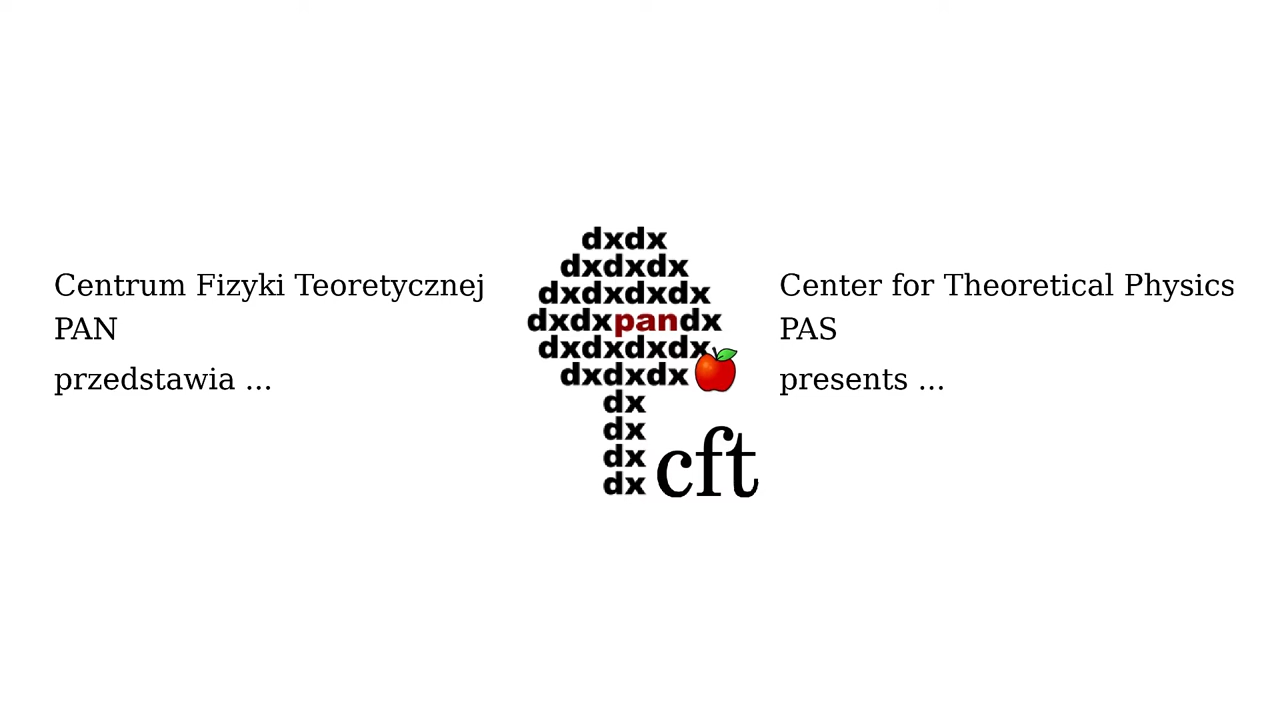 Centrum Fizyki Teoretycznej
PAN
przedstawia ...
dxdx
dxdxdx
dxdxdxdx
dxdxpandx
dxdxdxdx
dxdxdx
dx
dx
dx
dx
cft
Center for Theoretical Physics
PAS
presents ...